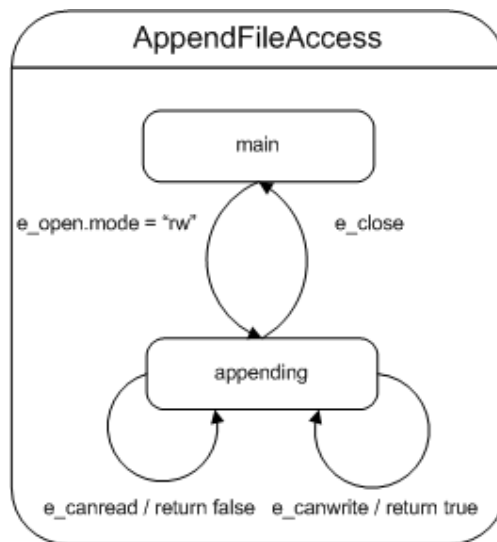 AppendFileAccess
main
e_open.mode = “rw”
e_close
appending
e_canread / return false
e_canwrite / return true